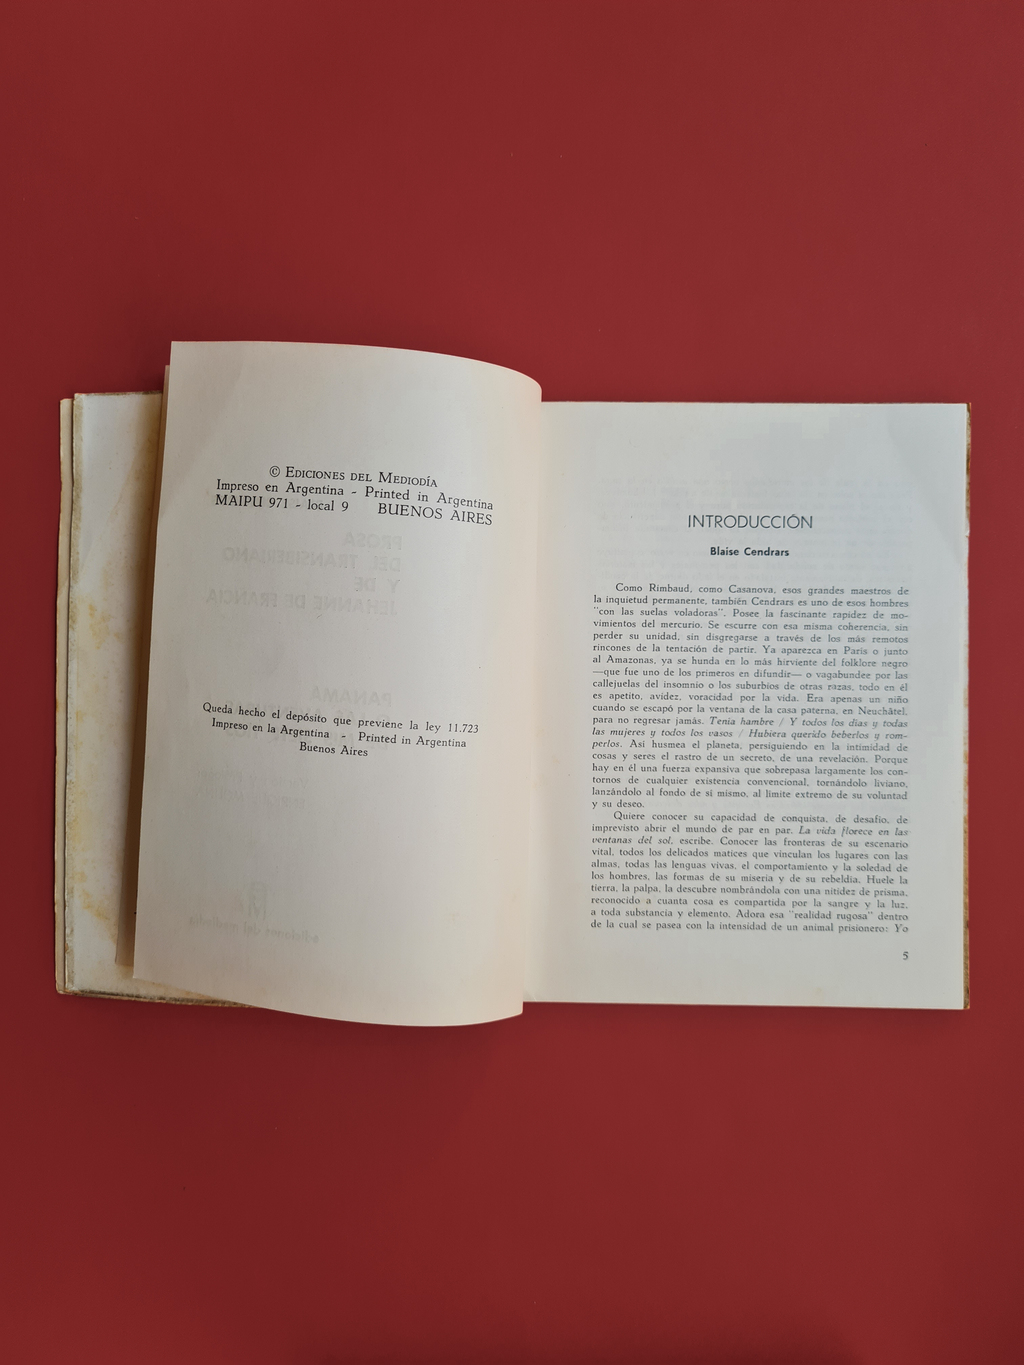 © EDICIONES DEL MEDIODÍA
Impreso en Argentina - Printed in Argentina
MAIPU 971 - local 9 BUENOS AIRES
Queda hecho el depósito que previene la ley 11.723
Impreso en la Argentina - Printed in Argentina
Buenos Aires
INTRODUCCIÓN
Blaise Cendrars
Como Rimbaud, como Casanova, esos grandes maestros de
la inquietud permanente, también Cendrars es uno de esos hombres
"con las suelas voladoras". Posee la fascinante rapidez de mo-
vimientos del mercurio. Se escurre con esa misma coherencia, sin
perder su unidad, sin disgregarse a través de los más remotos
rincones de la tentación de partir. Ya aparezca en París o junto
al Amazonas, ya se hunda en lo más hirviente del folklore negro
—que fue uno de los primeros en difundir— o vagabundee por las
callejuelas del insomnio o los suburbios de otras razas, todo en él
es apetito, avidez, voracidad por la vida. Era apenas un niño
cuando se escapó por la ventana de la casa paterna, en Neuchâtel,
para no regresar jamás. Tenía hambre / Y todos los días y todas
las mujeres y todos los vasos / Hubiera querido beberlos y rom-
perlos. Así husmea el planeta, persiguiendo en la intimidad de
cosas y seres el rastro de un secreto, de una revelación. Porque
hay en él una fuerza expansiva que sobrepasa largamente los con-
tornos de cualquier existencia convencional, tornándolo liviano,
lanzándolo al fondo de sí mismo, al límite extremo de su voluntad
y su deseo.
Quiere conocer su capacidad de conquista, de desafío, de
imprevisto abrir el mundo de par en par. La vida florece en las
ventanas del sol, escribe. Conocer las fronteras de su escenario
vital, todos los delicados matices que vinculan los lugares con las
almas, todas las lenguas vivas, el comportamiento y la soledad de
los hombres, las formas de su miseria y de su rebeldía. Huele la
tierra, la palpa, la descubre nombrándola con una nitidez de prisma,
reconocido a cuanta cosa es compartida por la sangre y la luz,
a toda substancia y elemento. Adora esa "realidad rugosa" dentro
de la cual se pasea con la intensidad de un animal prisionero: Yo
5